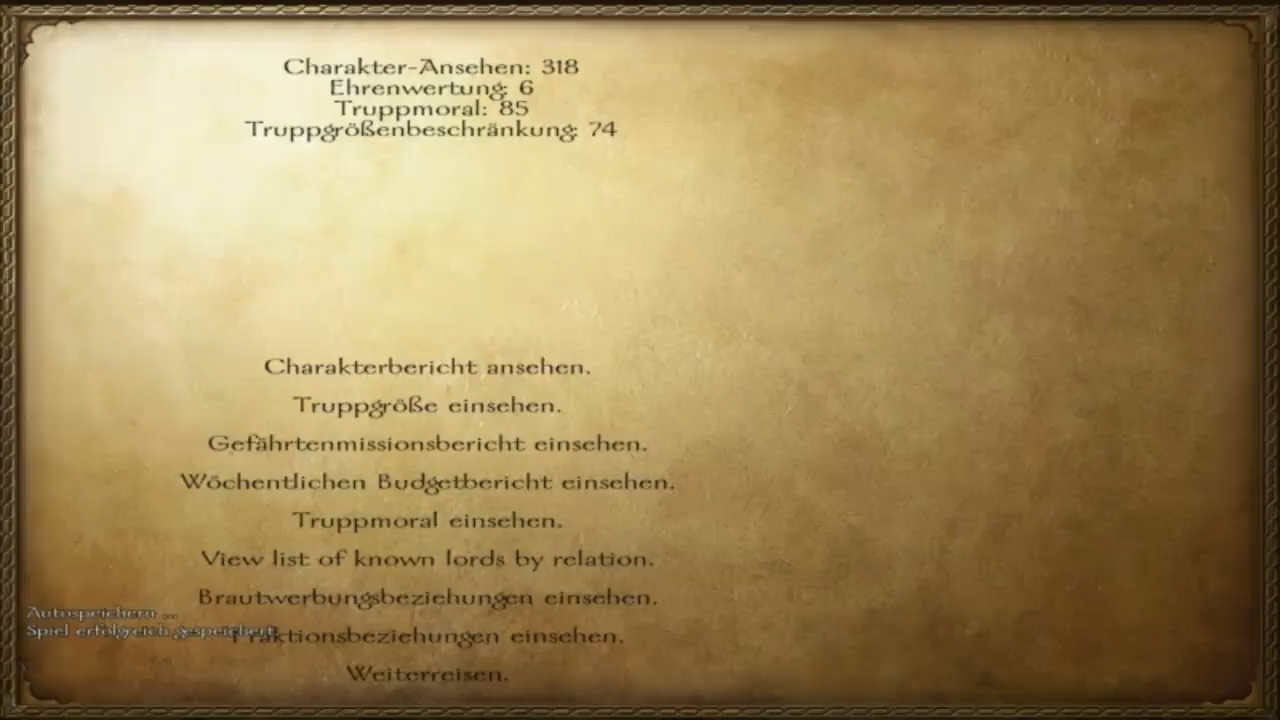 Charakter-Ansehen: 318
Ehrenwertung: 6
Truppmoral: 85
Truppgrößenbeschränkung: 74
Charakterbericht ansehen.
Truppgröße einsehen.
Gefährtenmissionsbericht einsehen.
Wöchentlichen Budgetbericht einsehen.
Truppmoral einsehen.
View list of known lords by relation.
Brautwerbungsbeziehungen einsehen.
Autospeichern ...
Spiel erfolgreich gespeichert.
Fraktionsbeziehungen einsehen.
Weiterreisen.